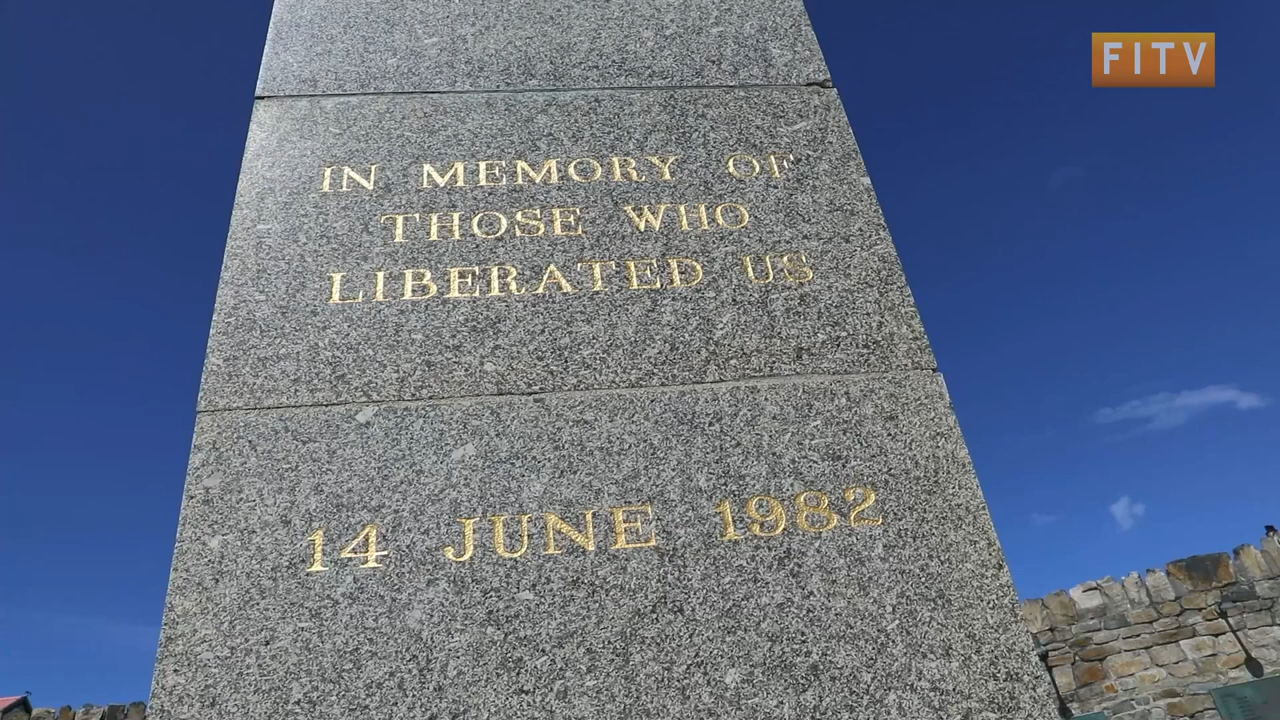 FITV
IN MEMORY OF
THOSE WHO
LIBERATED US
14 JUNE 1982